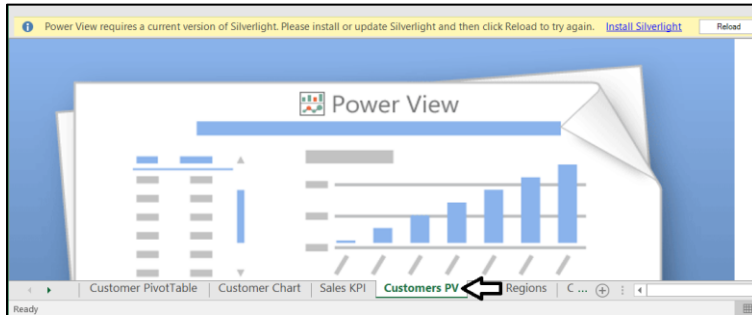 Power View requires a current version of Silverlight. Please install or update Silverlight and then click Reload to try again. Install Silverlight Reload
Power View
Customer PivotTable Customer Chart Sales KPI Customers PV Regions C ...
Ready